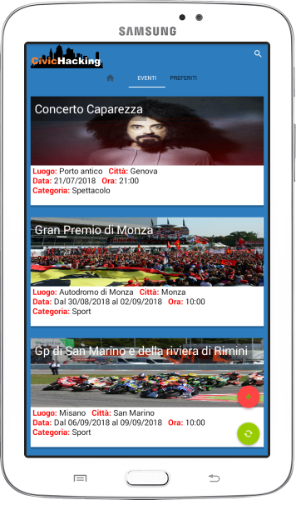 SAMSUNG
CivicHacking
EVENTI PREFERITI
Concerto Caparezza
Luogo: Porto antico Città: Genova
Data: 21/07/2018 Ora: 21:00
Categoria: Spettacolo
Gran Premio di Monza
Luogo: Autodromo di Monza Città: Monza
Data: Dal 30/08/2018 al 02/09/2018 Ora: 10:00
Categoria: Sport
Gp di San Marino e della riviera di Rimini
Luogo: Misano Città: San Marino
Data: Dal 06/09/2018 al 09/09/2018 Ora: 10:00
Categoria: Sport